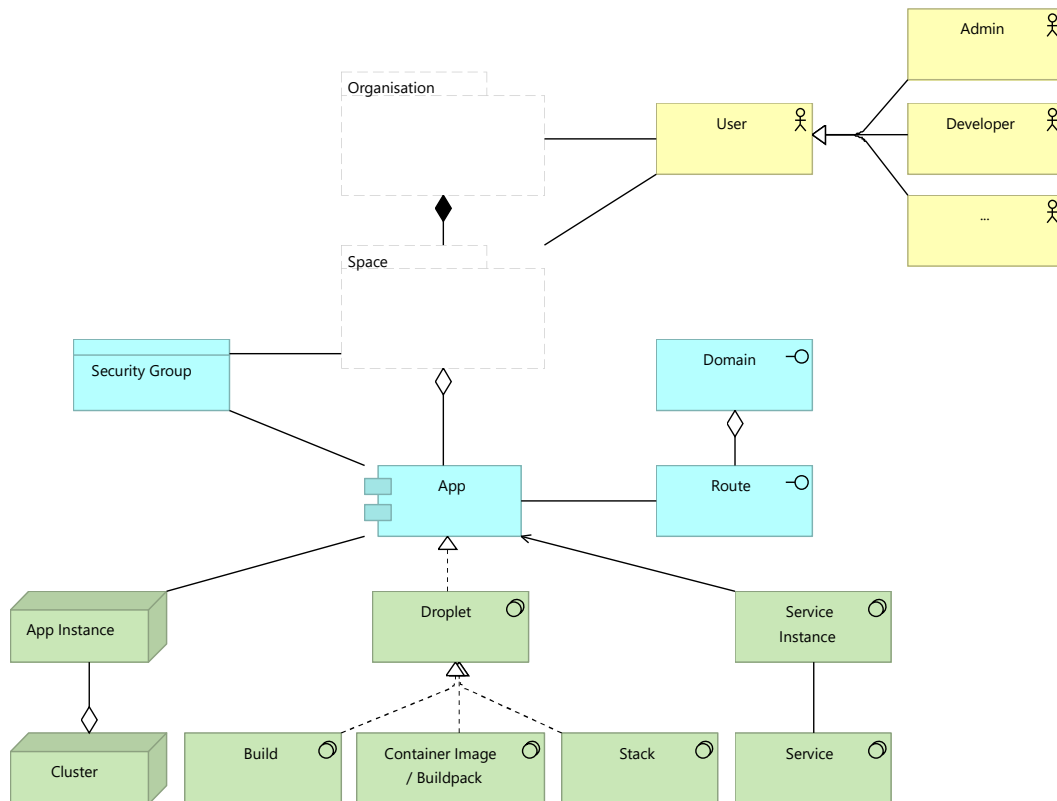 Admin
Organisation
User
Developer
...
Space
Security Group
Domain
App
Route
App Instance
Droplet
Service
Instance
Cluster
Build
Container Image
/ Buildpack
Stack
Service